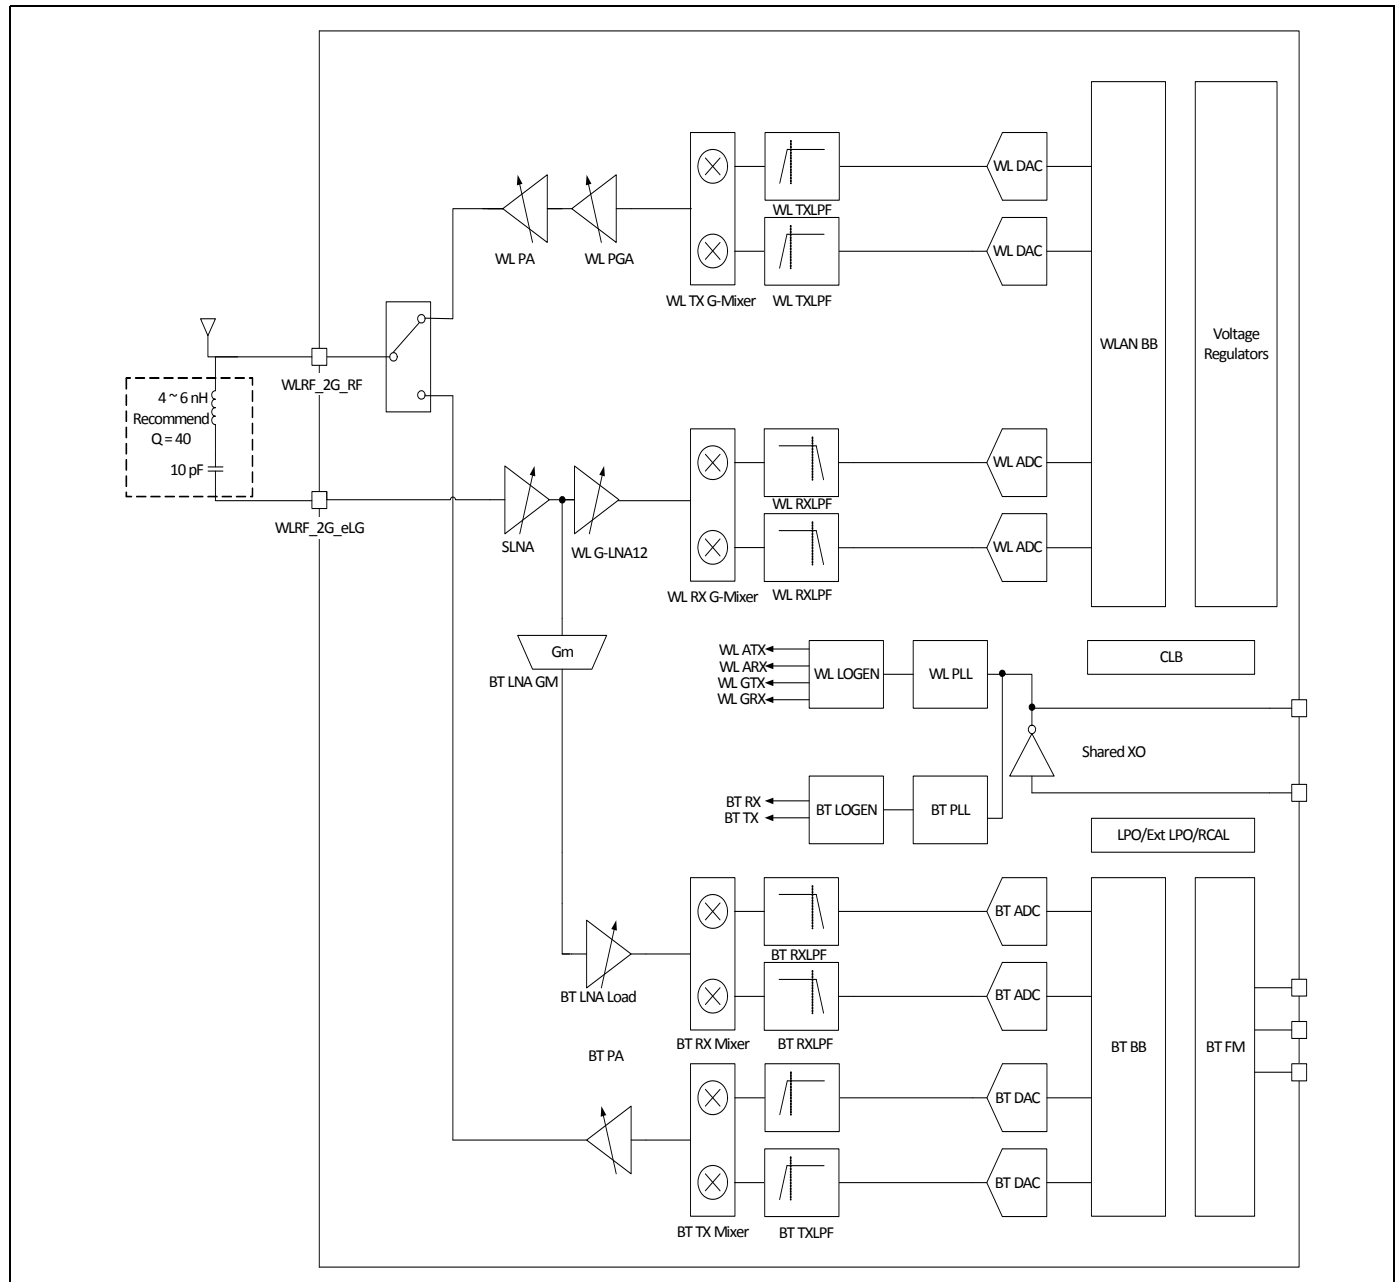 WL DAC
WL TXLPF
WL DAC
WL PA
WL PGA
WL TX G-Mixer
WL TXLPF
WLAN BB
Voltage
Regulators
WLRF_2G_RF
4 ~ 6 nH
Recommend
Q = 40
10 pF
WLRF_2G_eLG
SLNA
WL G-LNA12
WL ADC
WL RXLPF
WL ADC
WL RX G-Mixer
WL RXLPF
Gm
BT LNA GM
WL ATX
WL ARX
WL GTX
WL GRX
WL LOGEN
WL PLL
CLB
Shared XO
BT RX
BT TX
BT LOGEN
BT PLL
LPO/Ext LPO/RCAL
BT ADC
BT RXLPF
BT LNA Load
BT ADC
BT RX Mixer
BT RXLPF
BT PA
BT BB
BT FM
BT DAC
BT DAC
BT TX Mixer
BT TXLPF